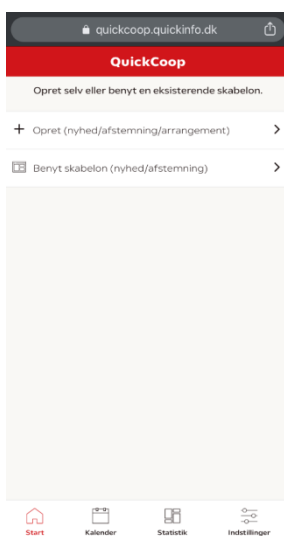 quickcoop.quickinfo.dk
QuickCoop
Opret selv eller benyt en eksisterende skabelon.
Opret (nyhed/afstemning/arrangement)
Benyt skabelon (nyhed/afstemning)
Start Kalender Statistik Indstillinger